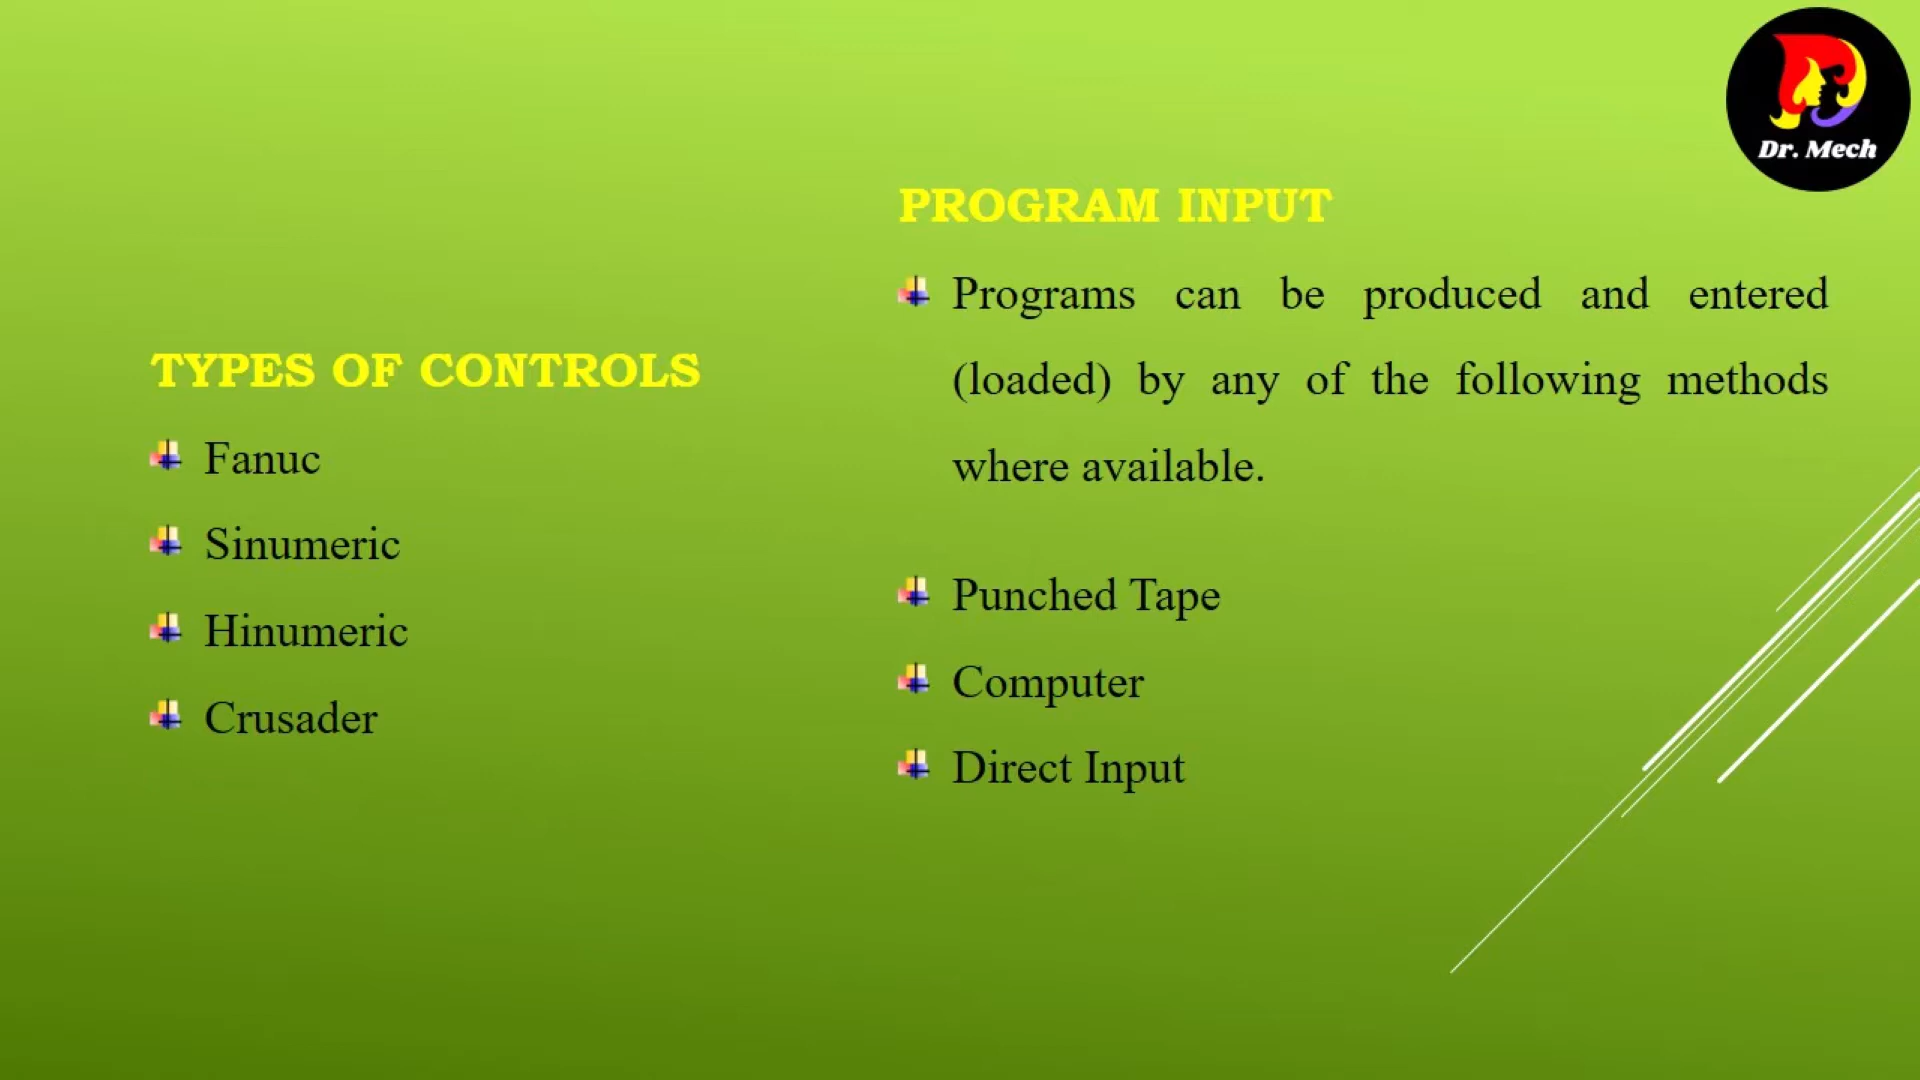 Dr. Mech
TYPES OF CONTROLS
Fanuc
Sinumeric
Hinumeric
Crusader
PROGRAM INPUT
Programs can be produced and entered
(loaded) by any of the following methods
where available.
Punched Tape
Computer
Direct Input